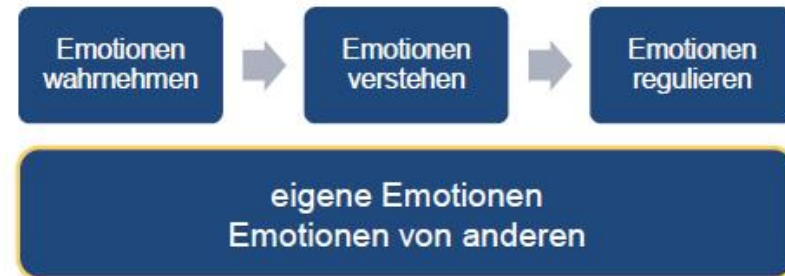 Emotionen
wahrnehmen
Emotionen
verstehen
Emotionen
regulieren
eigene Emotionen
Emotionen von anderen